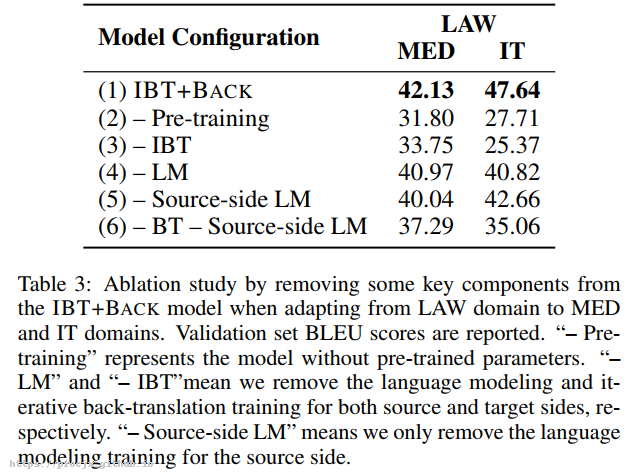 Model Configuration LAW
MED IT
(1) IBT+BACK 42.13 47.64
(2) – Pre-training 31.80 27.71
(3) – IBT 33.75 25.37
(4) – LM 40.97 40.82
(5) – Source-side LM 40.04 42.66
(6) – BT – Source-side LM 37.29 35.06
Table 3: Ablation study by removing some key components from
the IBT+BACK model when adapting from LAW domain to MED
and IT domains. Validation set BLEU scores are reported. “– Pre-
training” represents the model without pre-trained parameters. “–
LM” and “– IBT”mean we remove the language modeling and it-
erative back-translation training for both source and target sides, re-
spectively. “– Source-side LM” means we only remove the language
modeling training for the source side.